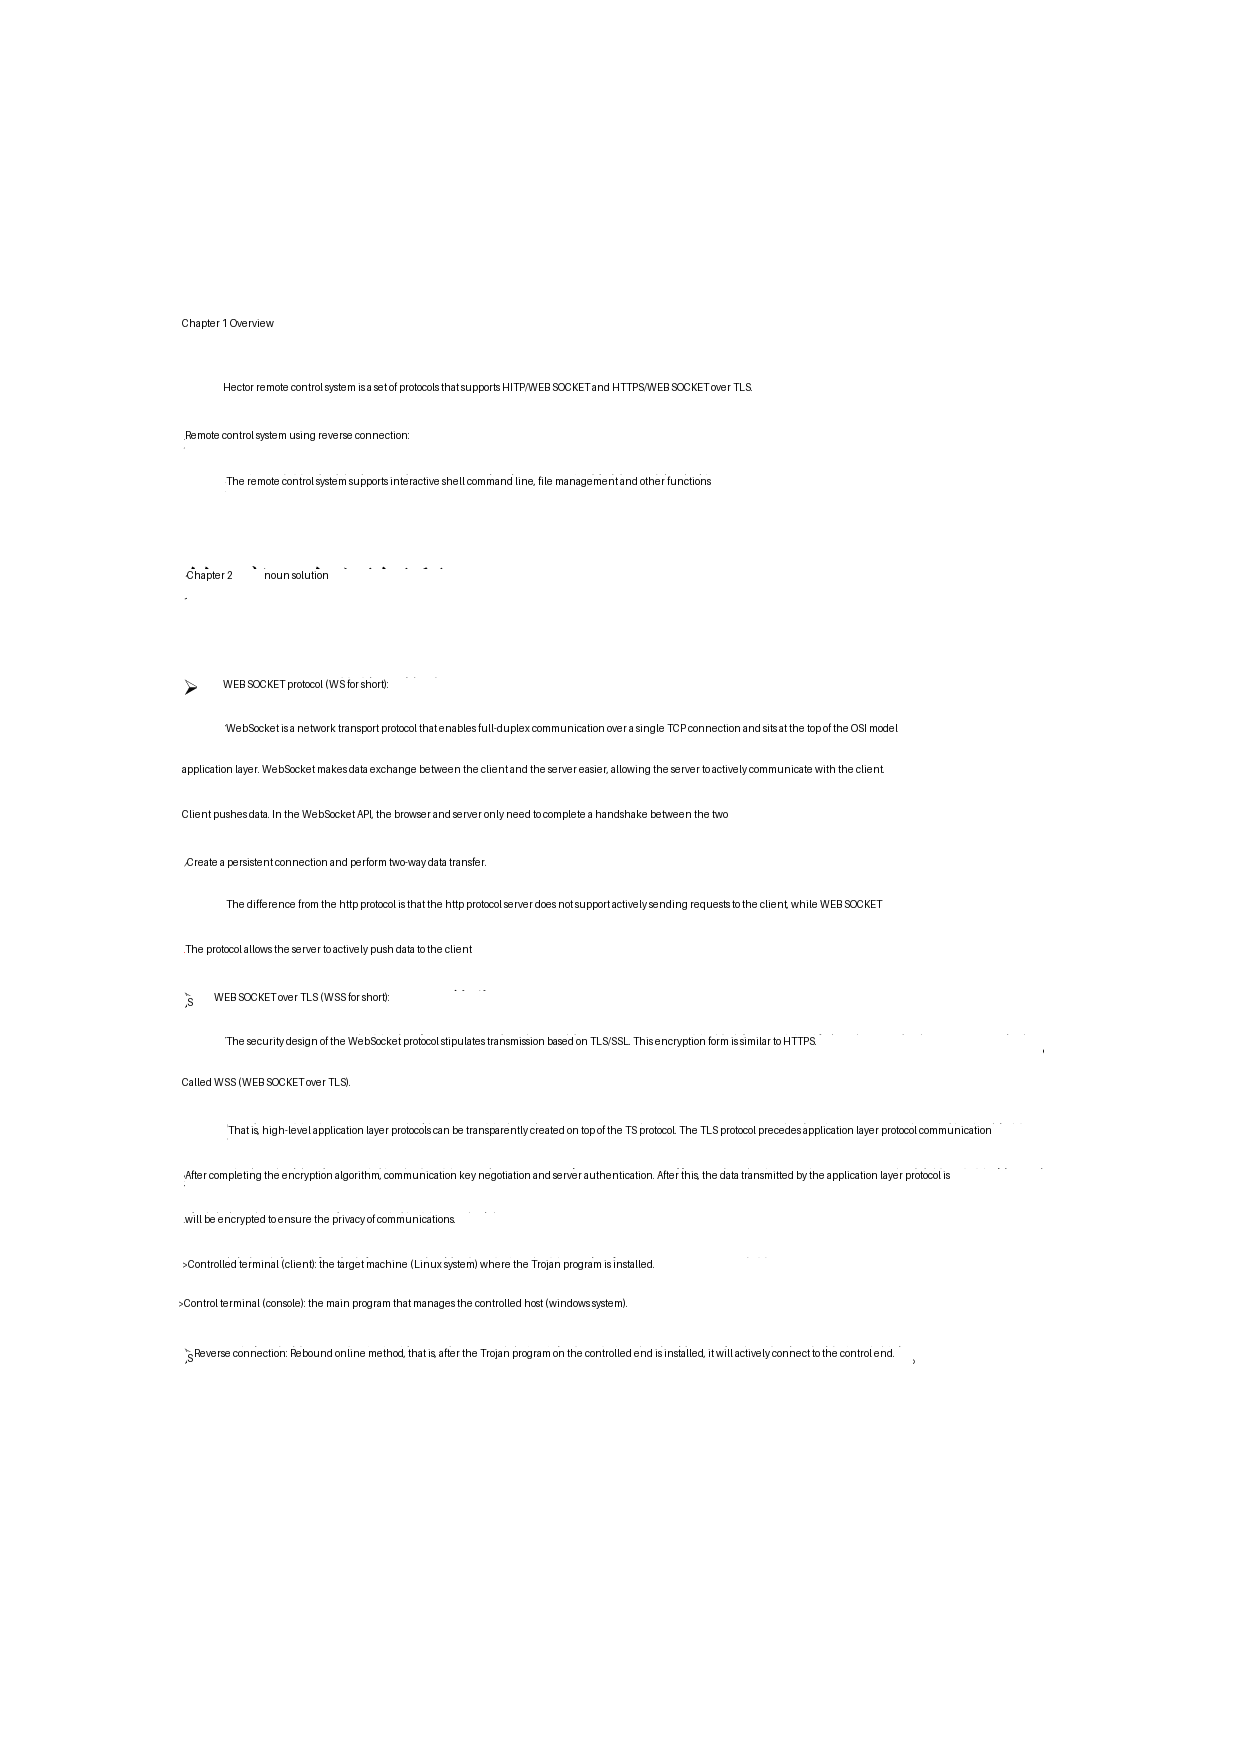 Chapter 1 Overview
Hector remote control system is a set of protocols that supports HITP/WEB SOCKET and HTTPS/WEB SOCKET over TLS.
Remote control system using reverse connection:
The remote control system supports interactive shell command line, file management and other functions
Chapter 2 noun solution
➢ WEB SOCKET protocol (WS for short):
WebSocket is a network transport protocol that enables full-duplex communication over a single TCP connection and sits at the top of the OSI model
application layer. WebSocket makes data exchange between the client and the server easier, allowing the server to actively communicate with the client.
Client pushes data. In the WebSocket API, the browser and server only need to complete a handshake between the two
Create a persistent connection and perform two-way data transfer.
The difference from the http protocol is that the http protocol server does not support actively sending requests to the client, while WEB SOCKET
The protocol allows the server to actively push data to the client
S WEB SOCKET over TLS (WSS for short):
The security design of the WebSocket protocol stipulates transmission based on TLS/SSL. This encryption form is similar to HTTPS.
Called WSS (WEB SOCKET over TLS).
That is, high-level application layer protocols can be transparently created on top of the TS protocol. The TLS protocol precedes application layer protocol communication
After completing the encryption algorithm, communication key negotiation and server authentication. After this, the data transmitted by the application layer protocol is
will be encrypted to ensure the privacy of communications.
>Controlled terminal (client): the target machine (Linux system) where the Trojan program is installed.
>Control terminal (console): the main program that manages the controlled host (windows system).
S Reverse connection: Rebound online method, that is, after the Trojan program on the controlled end is installed, it will actively connect to the control end.